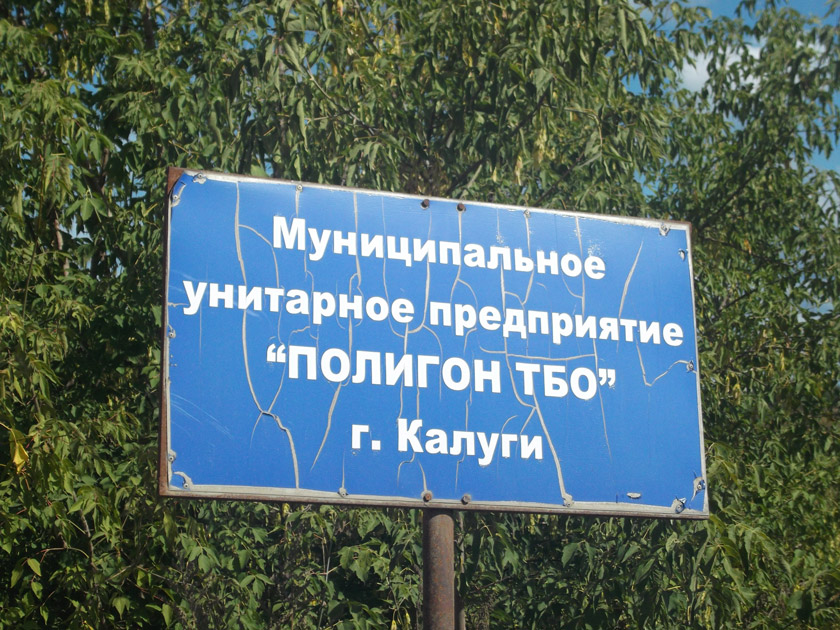 Муниципальное
унитарное предприятие
“ПОЛИГОН ТБО”
г. Калуги